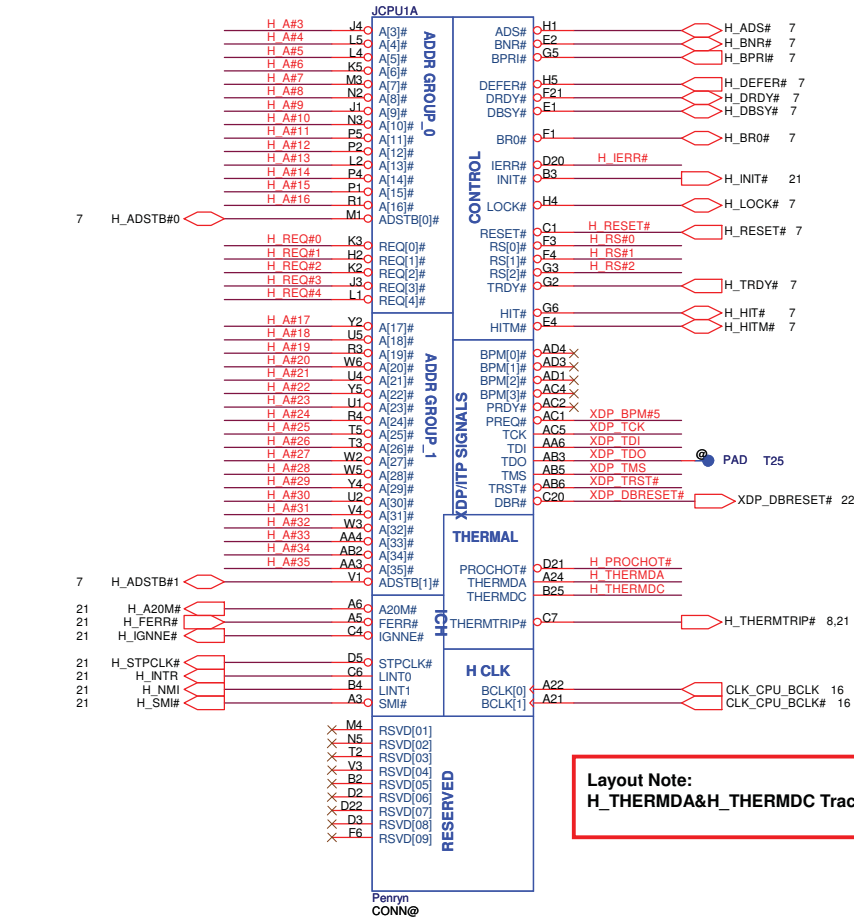 JCPU1A
H_A#3 J4 A[3]# ADS# H1 H_ADS# 7
H_A#4 L5 A[4]# BNR# E2 H_BNR# 7
H_A#5 L4 A[5]# BPRI# G5 H_BPRI# 7
H_A#6 K5 A[6]#
H_A#7 M3 A[7]# DEFER# H5 H_DEFER# 7
H_A#8 N2 A[8]# DRDY# F21 H_DRDY# 7
H_A#9 J1 A[9]# DBSY# E1 H_DBSY# 7
H_A#10 N3 A[10]#
H_A#11 P5 A[11]# BR0# F1 H_BR0# 7
H_A#12 P2 A[12]#
H_A#13 L2 A[13]# IERR# D20 H_IERR#
H_A#14 P4 A[14]# INIT# B3 H_INIT# 21
H_A#15 P1 A[15]#
H_A#16 R1 A[16]# LOCK# H4 H_LOCK# 7
7 H_ADSTB#0 M1 ADSTB[0]#
ADDR GROUP_0
CONTROL
RESET# C1 H_RESET# H_RESET# 7
H_REQ#0 K3 REQ[0]# RS[0]# F3 H_RS#0
H_REQ#1 H2 REQ[1]# RS[1]# F4 H_RS#1
H_REQ#2 K2 REQ[2]# RS[2]# G3 H_RS#2
H_REQ#3 J3 REQ[3]# TRDY# G2 H_TRDY# 7
H_REQ#4 L1 REQ[4]#
HIT# G6 H_HIT# 7
H_A#17 Y2 A[17]# HITM# E4 H_HITM# 7
H_A#18 U5 A[18]#
H_A#19 R3 A[19]# BPM[0]# AD4
H_A#20 W6 A[20]# BPM[1]# AD3
H_A#21 U4 A[21]# BPM[2]# AD1
H_A#22 Y5 A[22]# BPM[3]# AC4
H_A#23 U1 A[23]# PRDY# AC2
H_A#24 R4 A[24]# PREQ# AC1 XDP_BPM#5
H_A#25 T5 A[25]# TCK AC5 XDP_TCK
H_A#26 T3 A[26]# TDI AA6 XDP_TDI
H_A#27 W2 A[27]# TDO AB3 XDP_TDO @ PAD T25
H_A#28 W5 A[28]# TMS AB5 XDP_TMS
H_A#29 Y4 A[29]# TRST# AB6 XDP_TRST#
H_A#30 U2 A[30]# DBR# C20 XDP_DBRESET# XDP_DBRESET# 22
H_A#31 V4 A[31]#
H_A#32 W3 A[32]#
H_A#33 AA4 A[33]#
H_A#34 AB2 A[34]#
H_A#35 AA3 A[35]#
7 H_ADSTB#1 V1 ADSTB[1]#
ADDR GROUP_1
XDP/ITP SIGNALS
THERMAL
PROCHOT# D21 H_PROCHOT#
THERMDA A24 H_THERMDA
THERMDC B25 H_THERMDC
21 H_A20M# A6 A20M#
21 H_FERR# A5 FERR# THERMTRIP# C7 H_THERMTRIP# 8,21
21 H_IGNNE# C4 IGNNE#
ICH
21 H_STPCLK# D5 STPCLK#
21 H_INTR C6 LINT0
21 H_NMI B4 LINT1
21 H_SMI# A3 SMI#
H CLK
BCLK[0] A22 CLK_CPU_BCLK 16
BCLK[1] A21 CLK_CPU_BCLK# 16
M4 RSVD[01]
N5 RSVD[02]
T2 RSVD[03]
V3 RSVD[04]
B2 RSVD[05]
D2 RSVD[06]
D22 RSVD[07]
D3 RSVD[08]
F6 RSVD[09]
RESERVED
Layout Note:
H_THERMDA&H_THERMDC Trac
Penryn
CONN@